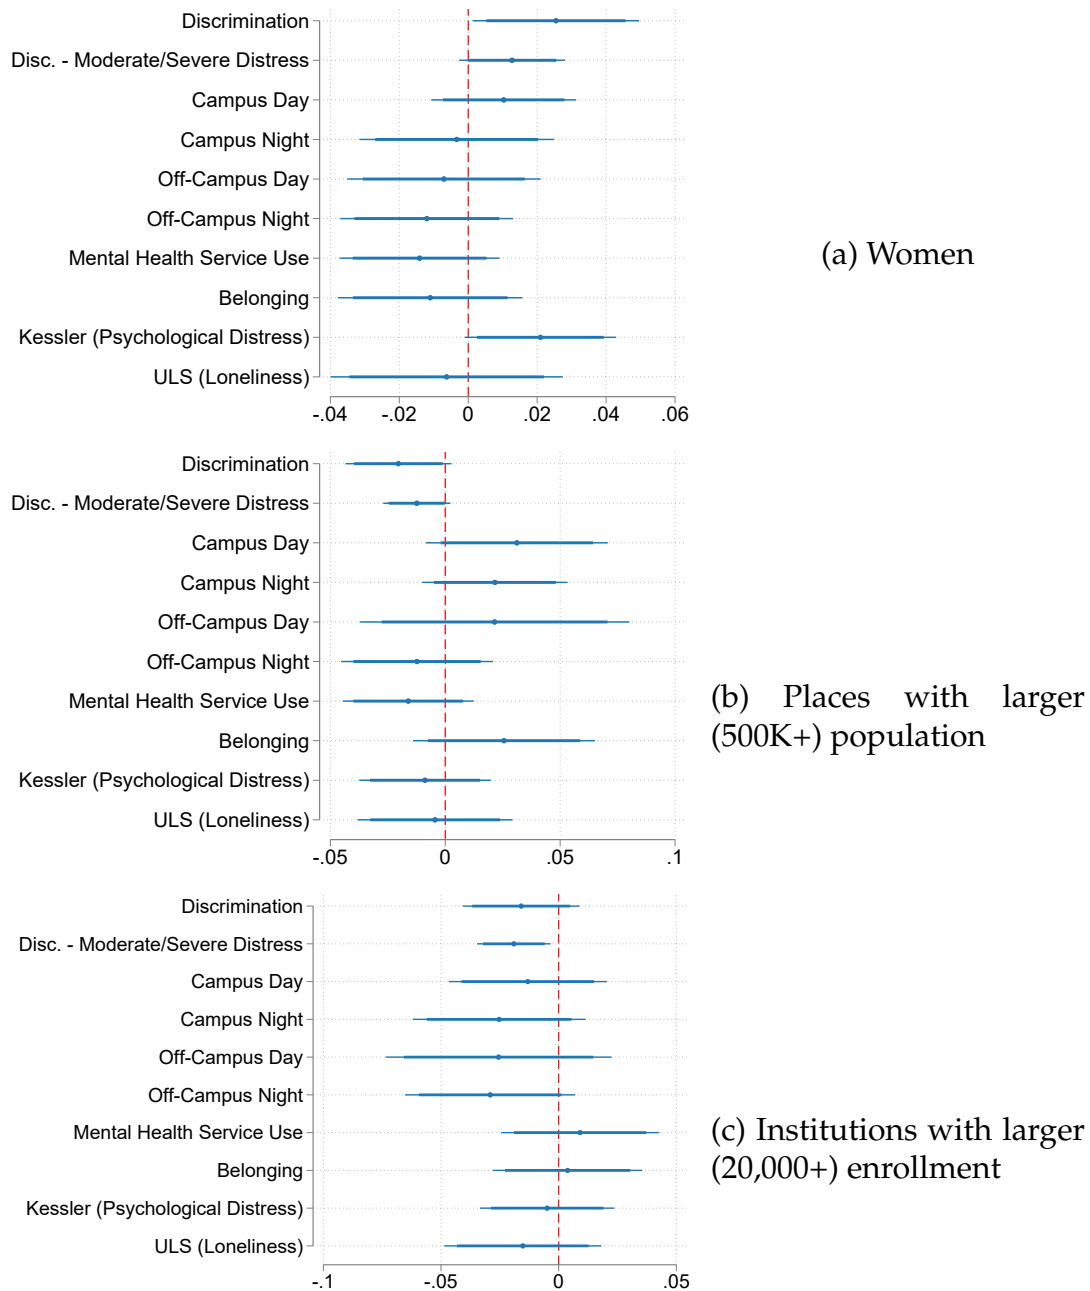 Discrimination
Disc. - Moderate/Severe Distress
Campus Day
Campus Night
Off-Campus Day
Off-Campus Night
Mental Health Service Use
Belonging
Kessler (Psychological Distress)
ULS (Loneliness)
-.04 -.02 0 .02 .04 .06
(a) Women
Discrimination
Disc. - Moderate/Severe Distress
Campus Day
Campus Night
Off-Campus Day
Off-Campus Night
Mental Health Service Use
Belonging
Kessler (Psychological Distress)
ULS (Loneliness)
-.05 0 .05 .1
(b) Places with larger
(500K+) population
Discrimination
Disc. - Moderate/Severe Distress
Campus Day
Campus Night
Off-Campus Day
Off-Campus Night
Mental Health Service Use
Belonging
Kessler (Psychological Distress)
ULS (Loneliness)
-.1 -.05 0 .05
(c) Institutions with larger
(20,000+) enrollment